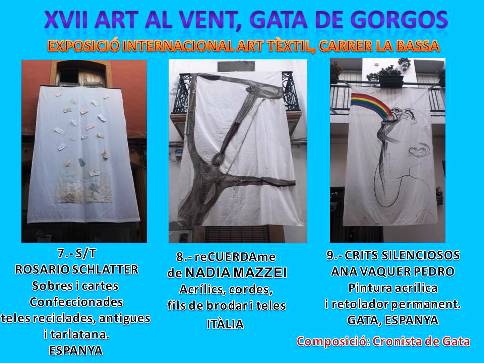 XVII ART AL VENT, GATA DE GORGOS
EXPOSICIÓ INTERNACIONAL ART TÈXTIL, CARRER LA BASSA
7.- S/T
ROSARIO SCHLATTER
Sobres i cartes
Confeccionades
teles reciclades, antigues
i tarlatana.
ESPANYA
8.- reCUERDAme
de NADIA MAZZEI
Acrílics, cordes,
fils de brodar i teles
ITÀLIA
9.- CRITS SILENCIOSOS
ANA VAQUER PEDRO
Pintura acrílica
i retolador permanent.
GATA, ESPANYA
Composició: Cronista de Gata